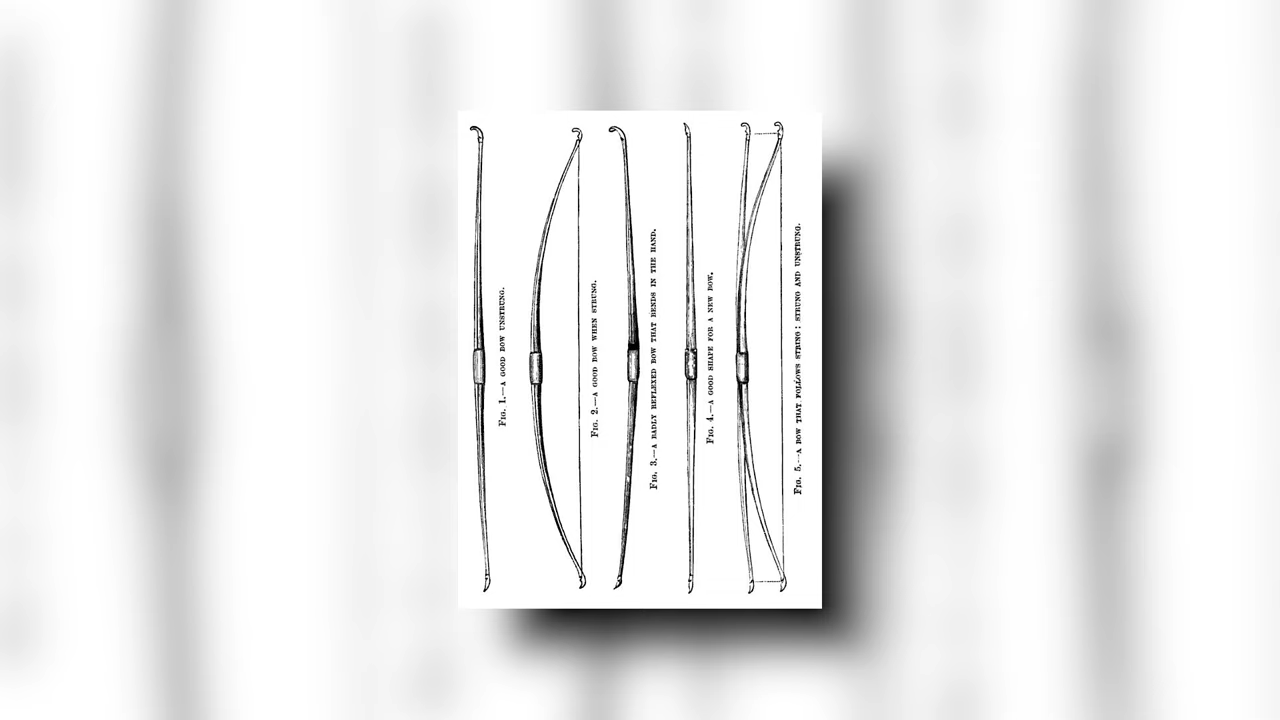 Fig. 1.—A GOOD BOW UNSTRUNG.
Fig. 2.—A GOOD BOW WHEN STRUNG.
Fig. 3.—A BADLY REFLEXED BOW THAT BENDS IN THE HAND.
Fig. 4.—A GOOD SHAPE FOR A NEW BOW.
Fig. 5.—A BOW THAT FOLLOWS STRING: STRUNG AND UNSTRUNG.